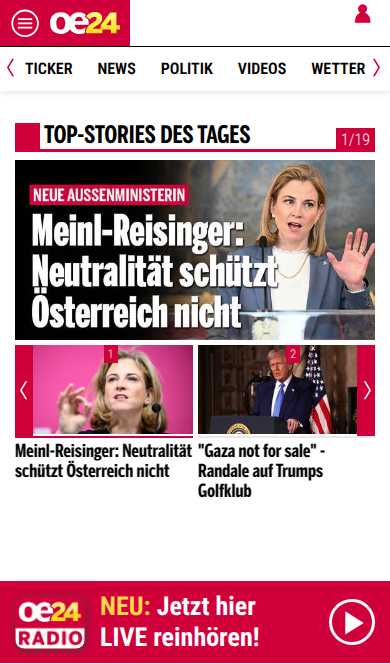 oe24
TICKER NEWS POLITIK VIDEOS WETTER
TOP-STORIES DES TAGES
1/19
NEUE AUSSENMINISTERIN
Meinl-Reisinger:
Neutralität schützt
Österreich nicht
1
2
Meinl-Reisinger: Neutralität
schützt Österreich nicht
"Gaza not for sale" -
Randale auf Trumps
Golfklub
oe24
RADIO
NEU: Jetzt hier
LIVE reinhören!